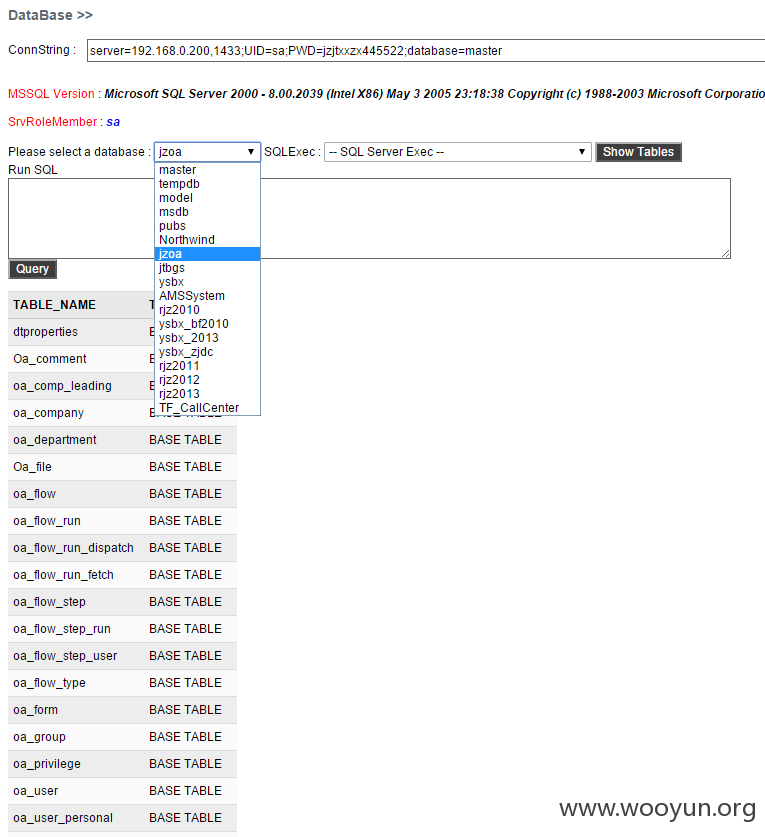 DataBase >>
ConnString : server=192.168.0.200,1433;UID=sa;PWD=jzjtxxzx445522;database=master
MSSQL Version : Microsoft SQL Server 2000 - 8.00.2039 (Intel X86) May 3 2005 23:18:38 Copyright (c) 1988-2003 Microsoft Corporatio
SrvRoleMember : sa
Please select a database : jzoa SQLExec : -- SQL Server Exec -- Show Tables
Run SQL
master
tempdb
model
msdb
pubs
Northwind
jzoa
jtbgs
ysbx
AMSSystem
rjz2010
ysbx_bf2010
ysbx_2013
ysbx_zjdc
rjz2011
rjz2012
rjz2013
TF_CallCenter
Query
TABLE_NAME
dtproperties
Oa_comment
oa_comp_leading
oa_company
oa_department BASE TABLE
Oa_file BASE TABLE
oa_flow BASE TABLE
oa_flow_run BASE TABLE
oa_flow_run_dispatch BASE TABLE
oa_flow_run_fetch BASE TABLE
oa_flow_step BASE TABLE
oa_flow_step_run BASE TABLE
oa_flow_step_user BASE TABLE
oa_flow_type BASE TABLE
oa_form BASE TABLE
oa_group BASE TABLE
oa_privilege BASE TABLE
oa_user BASE TABLE
oa_user_personal BASE TABLE
www.wooyun.org